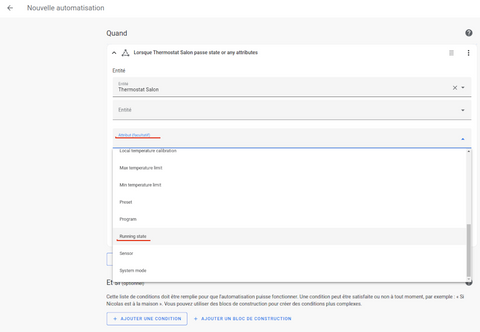 Nouvelle automatisation
Quand
Lorsque Thermostat Salon passe state or any attributes
Entité
Entité
Thermostat Salon
Entité
Attribut (facultatif)
Local temperature calibration
Max temperature limit
Min temperature limit
Preset
Program
Running state
Sensor
System mode
Et si (optionnel)
Cette liste de conditions doit être remplie pour que l'automatisation puisse fonctionner. Une condition peut être satisfaite ou non à tout moment, par exemple : « Si
Nicolas est à la maison ». Vous pouvez utiliser des blocs de construction pour créer des conditions plus complexes.
+ AJOUTER UNE CONDITION
+ AJOUTER UN BLOC DE CONSTRUCTION